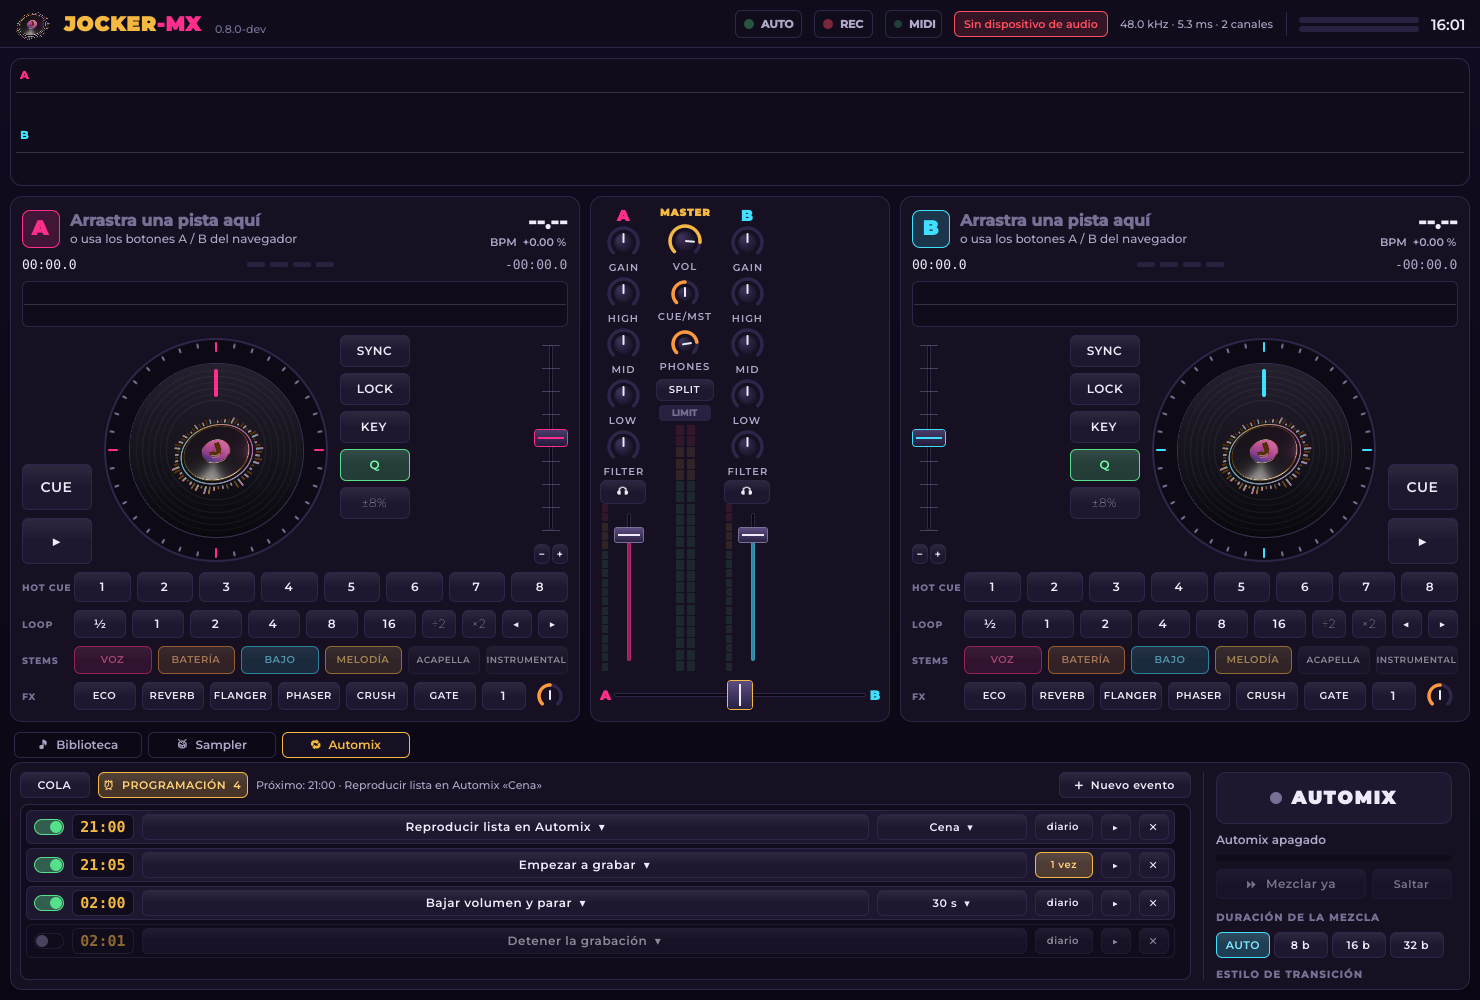 JOCKER-MX 0.8.0-dev AUTO REC MIDI Sin dispositivo de audio 48.0 kHz · 5.3 ms · 2 canales 16:01
A
B
A Arrastra una pista aquí --.--
o usa los botones A / B del navegador BPM +0.00 %
00:00.0 -00:00.0
SYNC
LOCK
KEY
Q
±8%
CUE
►
− +
HOT CUE 1 2 3 4 5 6 7 8
LOOP ½ 1 2 4 8 16 ÷2 ×2 ◂ ▸
STEMS VOZ BATERÍA BAJO MELODÍA ACAPELLA INSTRUMENTAL
FX ECO REVERB FLANGER PHASER CRUSH GATE 1
A MASTER B
GAIN VOL GAIN
HIGH CUE/MST HIGH
MID PHONES MID
SPLIT
LIMIT
LOW LOW
FILTER FILTER
A B
B Arrastra una pista aquí --.--
o usa los botones A / B del navegador BPM +0.00 %
00:00.0 -00:00.0
SYNC
LOCK
KEY
Q
±8%
CUE
►
− +
HOT CUE 1 2 3 4 5 6 7 8
LOOP ½ 1 2 4 8 16 ÷2 ×2 ◂ ▸
STEMS VOZ BATERÍA BAJO MELODÍA ACAPELLA INSTRUMENTAL
FX ECO REVERB FLANGER PHASER CRUSH GATE 1
Biblioteca Sampler Automix
COLA PROGRAMACIÓN 4 Próximo: 21:00 · Reproducir lista en Automix «Cena» + Nuevo evento
21:00 Reproducir lista en Automix ▾ Cena ▾ diario ▸ ×
21:05 Empezar a grabar ▾ 1 vez ▸ ×
02:00 Bajar volumen y parar ▾ 30 s ▾ diario ▸ ×
02:01 Detener la grabación ▾ diario ▸ ×
AUTOMIX
Automix apagado
Mezclar ya Saltar
DURACIÓN DE LA MEZCLA
AUTO 8 b 16 b 32 b
ESTILO DE TRANSICIÓN